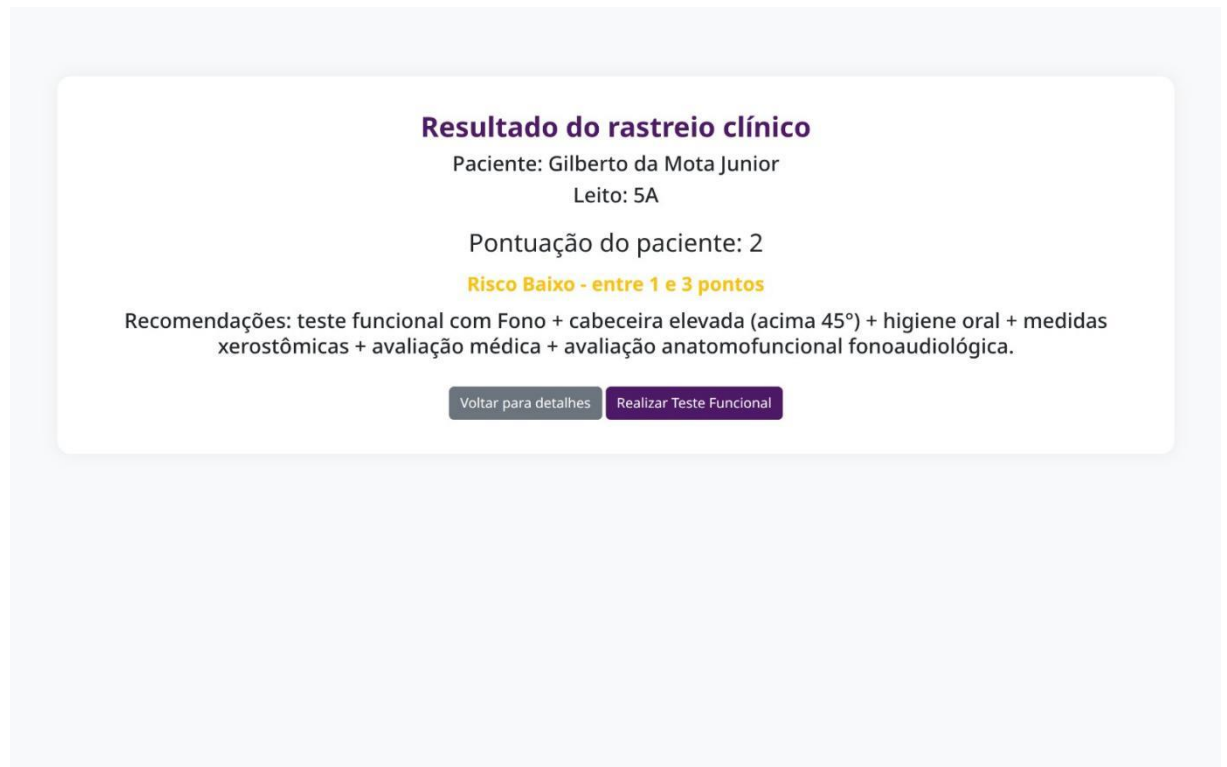 Resultado do rastreio clínico
Paciente: Gilberto da Mota Junior
Leito: 5A
Pontuação do paciente: 2
Risco Baixo - entre 1 e 3 pontos
Recomendações: teste funcional com Fono + cabeceira elevada (acima 45º) + higiene oral + medidas
xerostômicas + avaliação médica + avaliação anatomofuncional fonoaudiológica.
Voltar para detalhes Realizar Teste Funcional